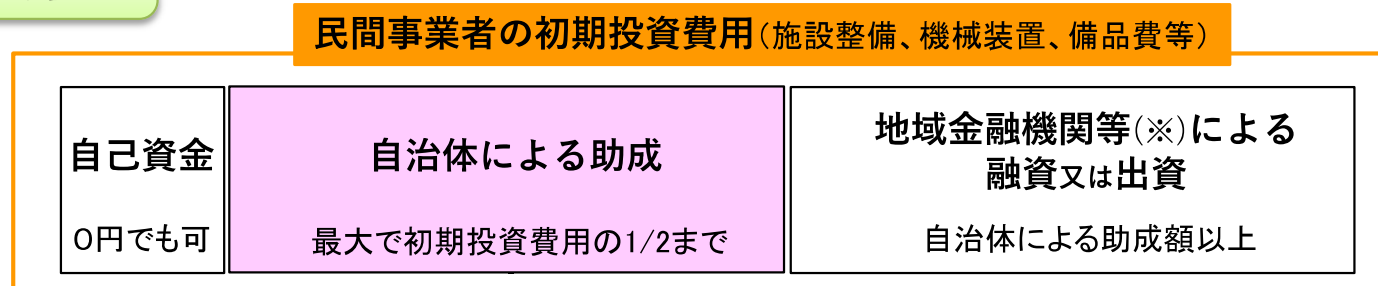 民間事業者の初期投資費用(施設整備、機械装置、備品費等)
自己資金
0円でも可
自治体による助成
最大で初期投資費用の1/2まで
地域金融機関等(※)による
融資又は出資
自治体による助成額以上